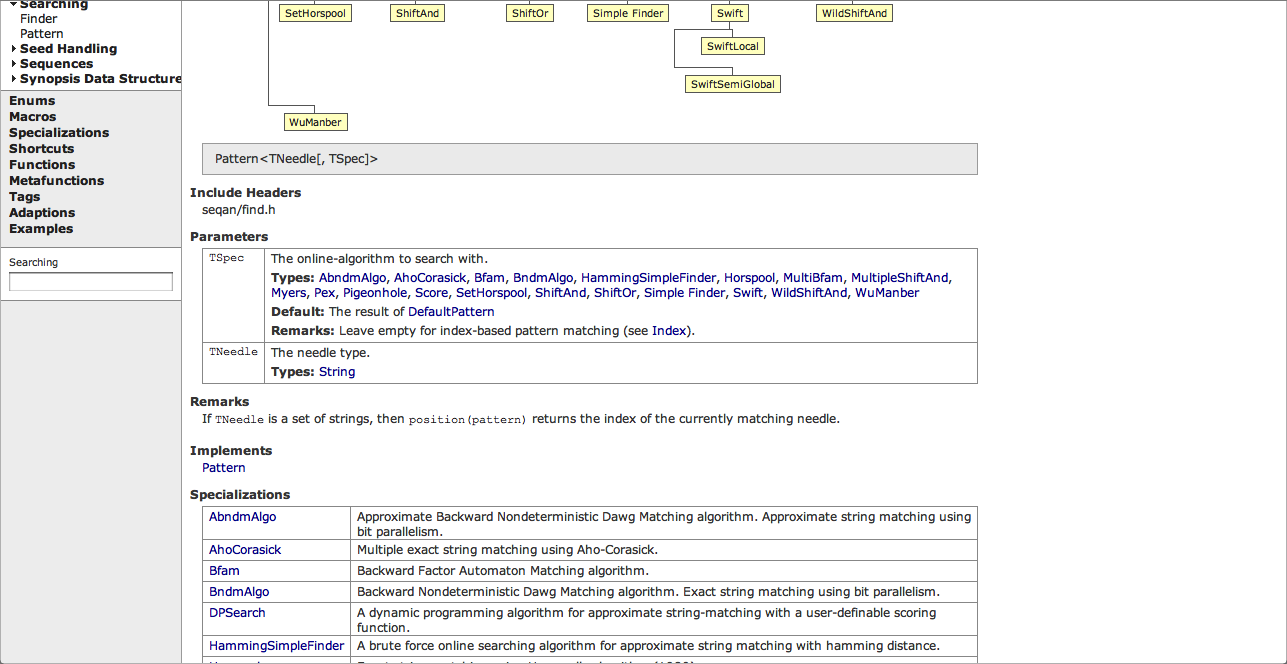 Searching
Finder
Pattern
Seed Handling
Sequences
Synopsis Data Structure
Enums
Macros
Specializations
Shortcuts
Functions
Metafunctions
Tags
Adaptions
Examples
Searching
SetHorspool
ShiftAnd
ShiftOr
Simple Finder
Swift
WildShiftAnd
SwiftLocal
SwiftSemiGlobal
WuManber
Pattern<TNeedle[, TSpec]>
Include Headers
seqan/find.h
Parameters
TSpec
The online-algorithm to search with.
Types: AbndmAlgo, AhoCorasick, Bfam, BndmAlgo, HammingSimpleFinder, Horspool, MultiBfam, MultipleShiftAnd,
Myers, Pex, Pigeonhole, Score, SetHorspool, ShiftAnd, ShiftOr, Simple Finder, Swift, WildShiftAnd, WuManber
Default: The result of DefaultPattern
Remarks: Leave empty for index-based pattern matching (see Index).
TNeedle
The needle type.
Types: String
Remarks
If TNeedle is a set of strings, then position(pattern) returns the index of the currently matching needle.
Implements
Pattern
Specializations
AbndmAlgo
Approximate Backward Nondeterministic Dawg Matching algorithm. Approximate string matching using
bit parallelism.
AhoCorasick
Multiple exact string matching using Aho-Corasick.
Bfam
Backward Factor Automaton Matching algorithm.
BndmAlgo
Backward Nondeterministic Dawg Matching algorithm. Exact string matching using bit parallelism.
DPSearch
A dynamic programming algorithm for approximate string-matching with a user-definable scoring
function.
HammingSimpleFinder
A brute force online searching algorithm for approximate string matching with hamming distance.